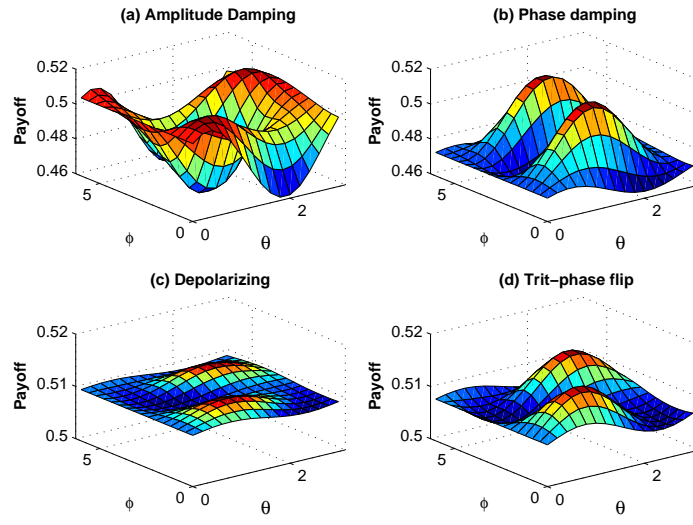 (a) Amplitude Damping
(b) Phase damping
0.52
0.5
0.48
0.46
Payoff
5
0
ϕ
0
2
θ
0.52
0.5
0.48
0.46
Payoff
5
0
ϕ
0
2
θ
(c) Depolarizing
(d) Trit−phase flip
0.52
0.51
0.5
Payoff
5
0
ϕ
0
2
θ
0.52
0.51
0.5
Payoff
5
0
ϕ
0
2
θ